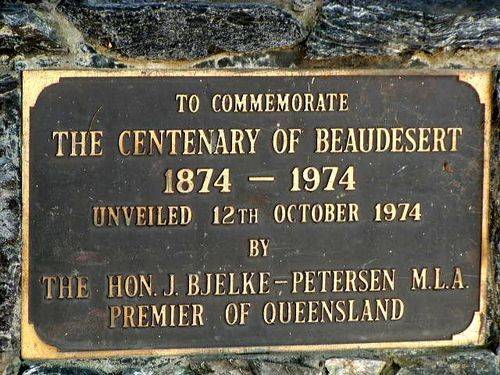 TO COMMEMORATE
THE CENTENARY OF BEAUDESERT
1874 – 1974
UNVEILED 12TH OCTOBER 1974
BY
THE HON. J. BJELKE-PETERSEN M.L.A.
PREMIER OF QUEENSLAND